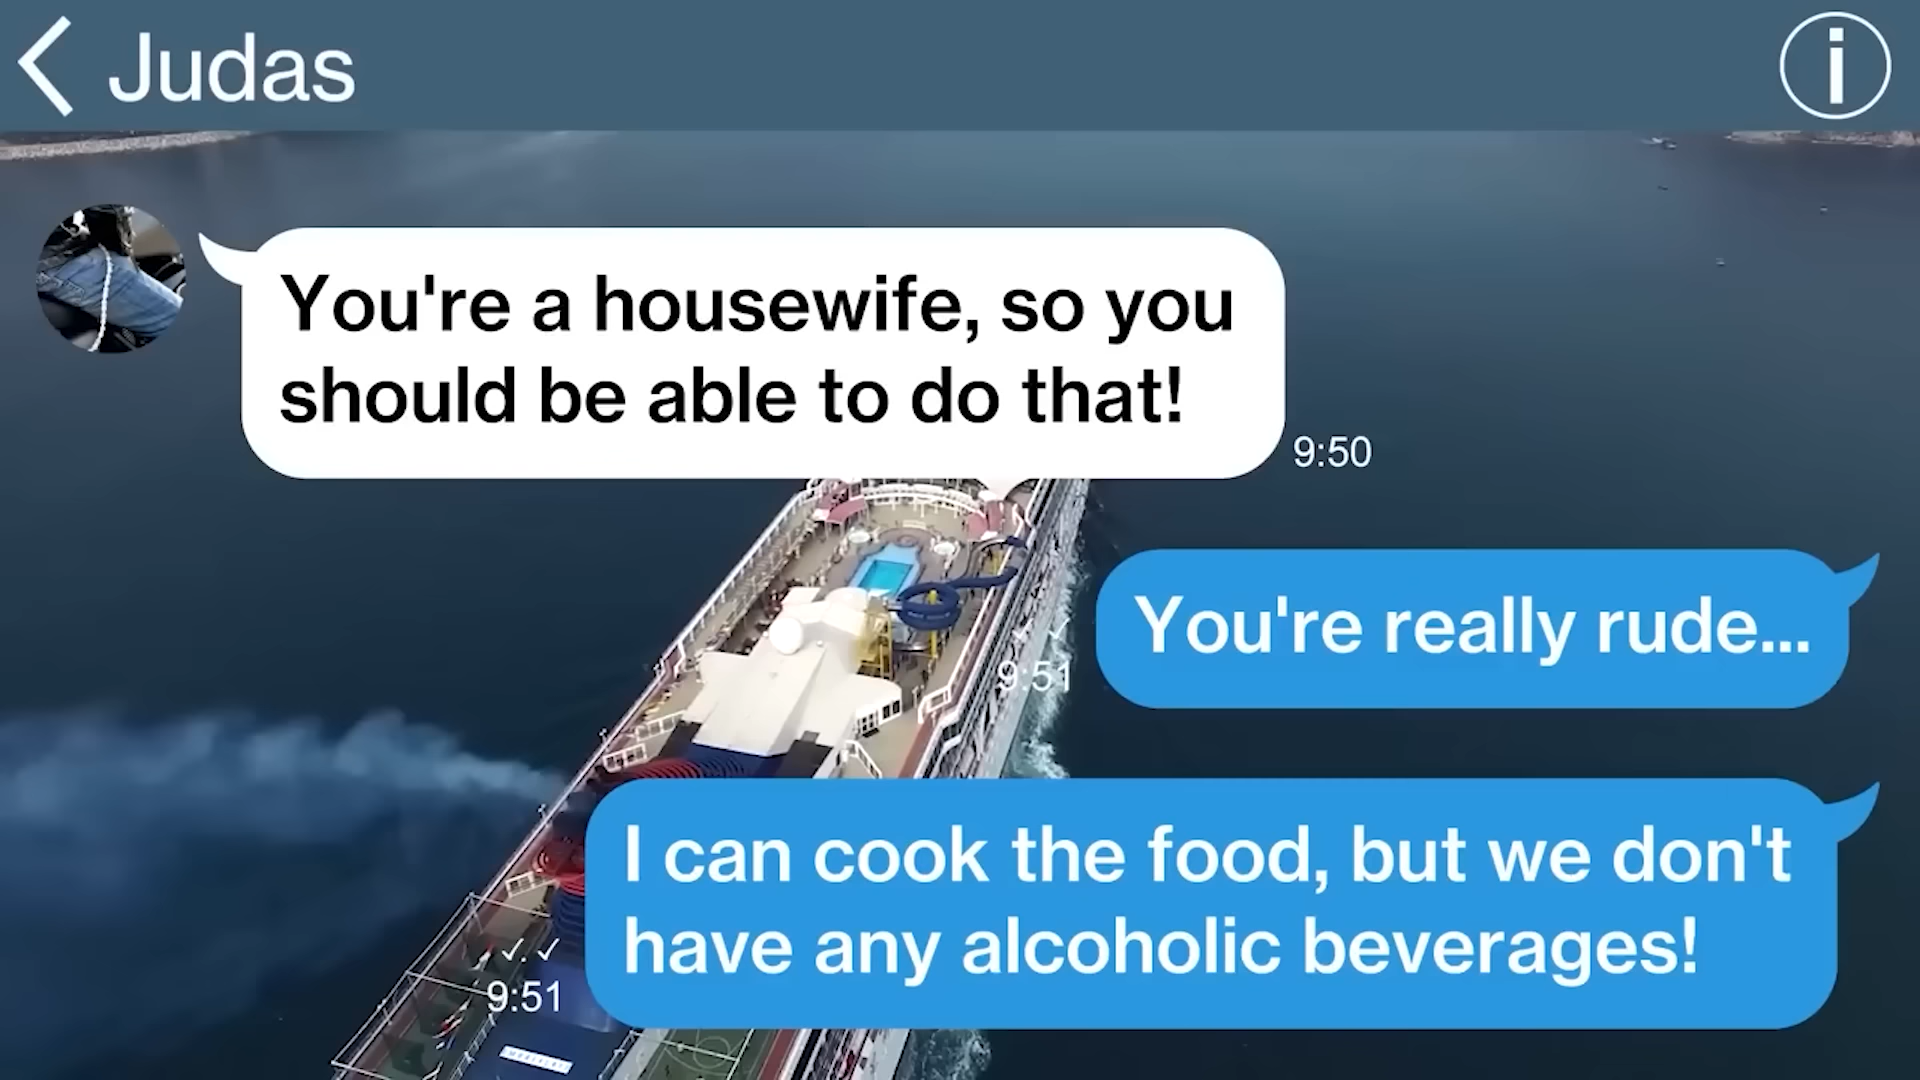 Judas
You're a housewife, so you
should be able to do that!
9:50
You're really rude...
9:51
I can cook the food, but we don't
have any alcoholic beverages!
9:51